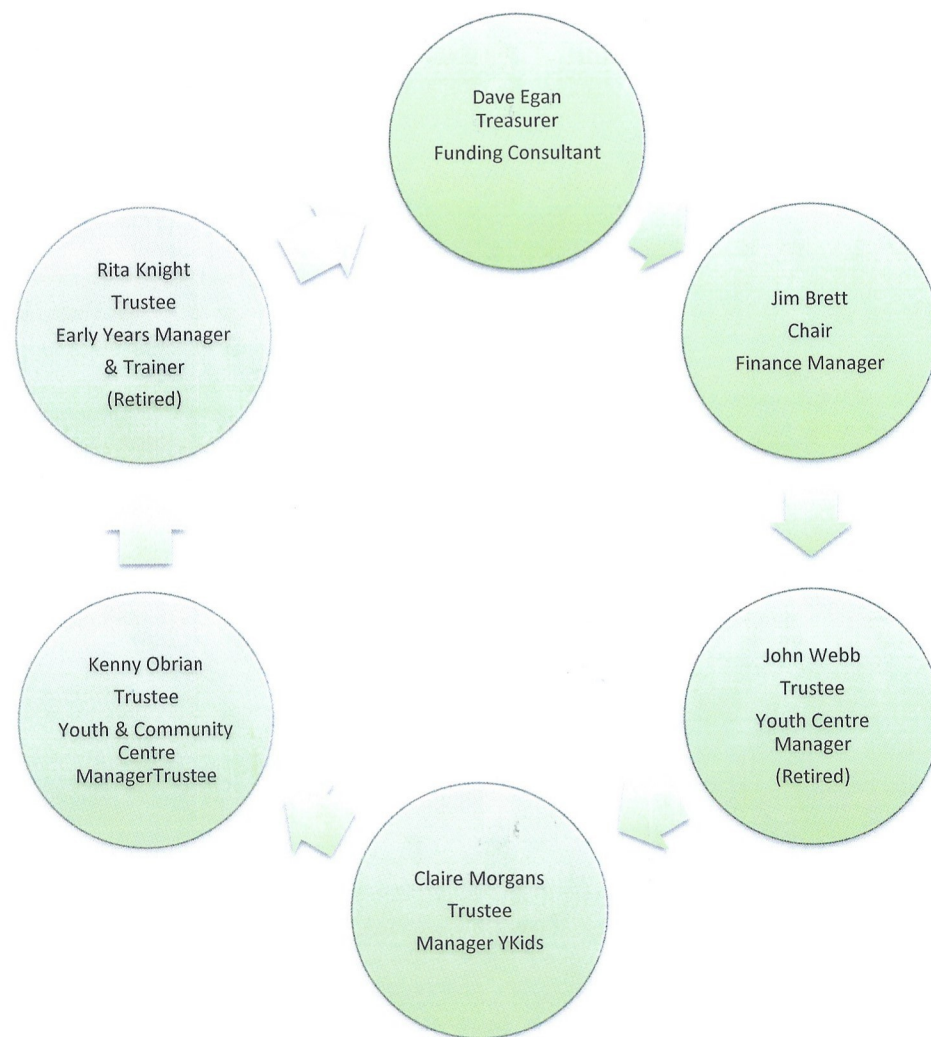 Dave Egan
Treasurer
Funding Consultant
Jim Brett
Chair
Finance Manager
John Webb
Trustee
Youth Centre
Manager
(Retired)
Claire Morgans
Trustee
Manager YKids
Kenny Obrian
Trustee
Youth & Community
Centre
ManagerTrustee
Rita Knight
Trustee
Early Years Manager
& Trainer
(Retired)